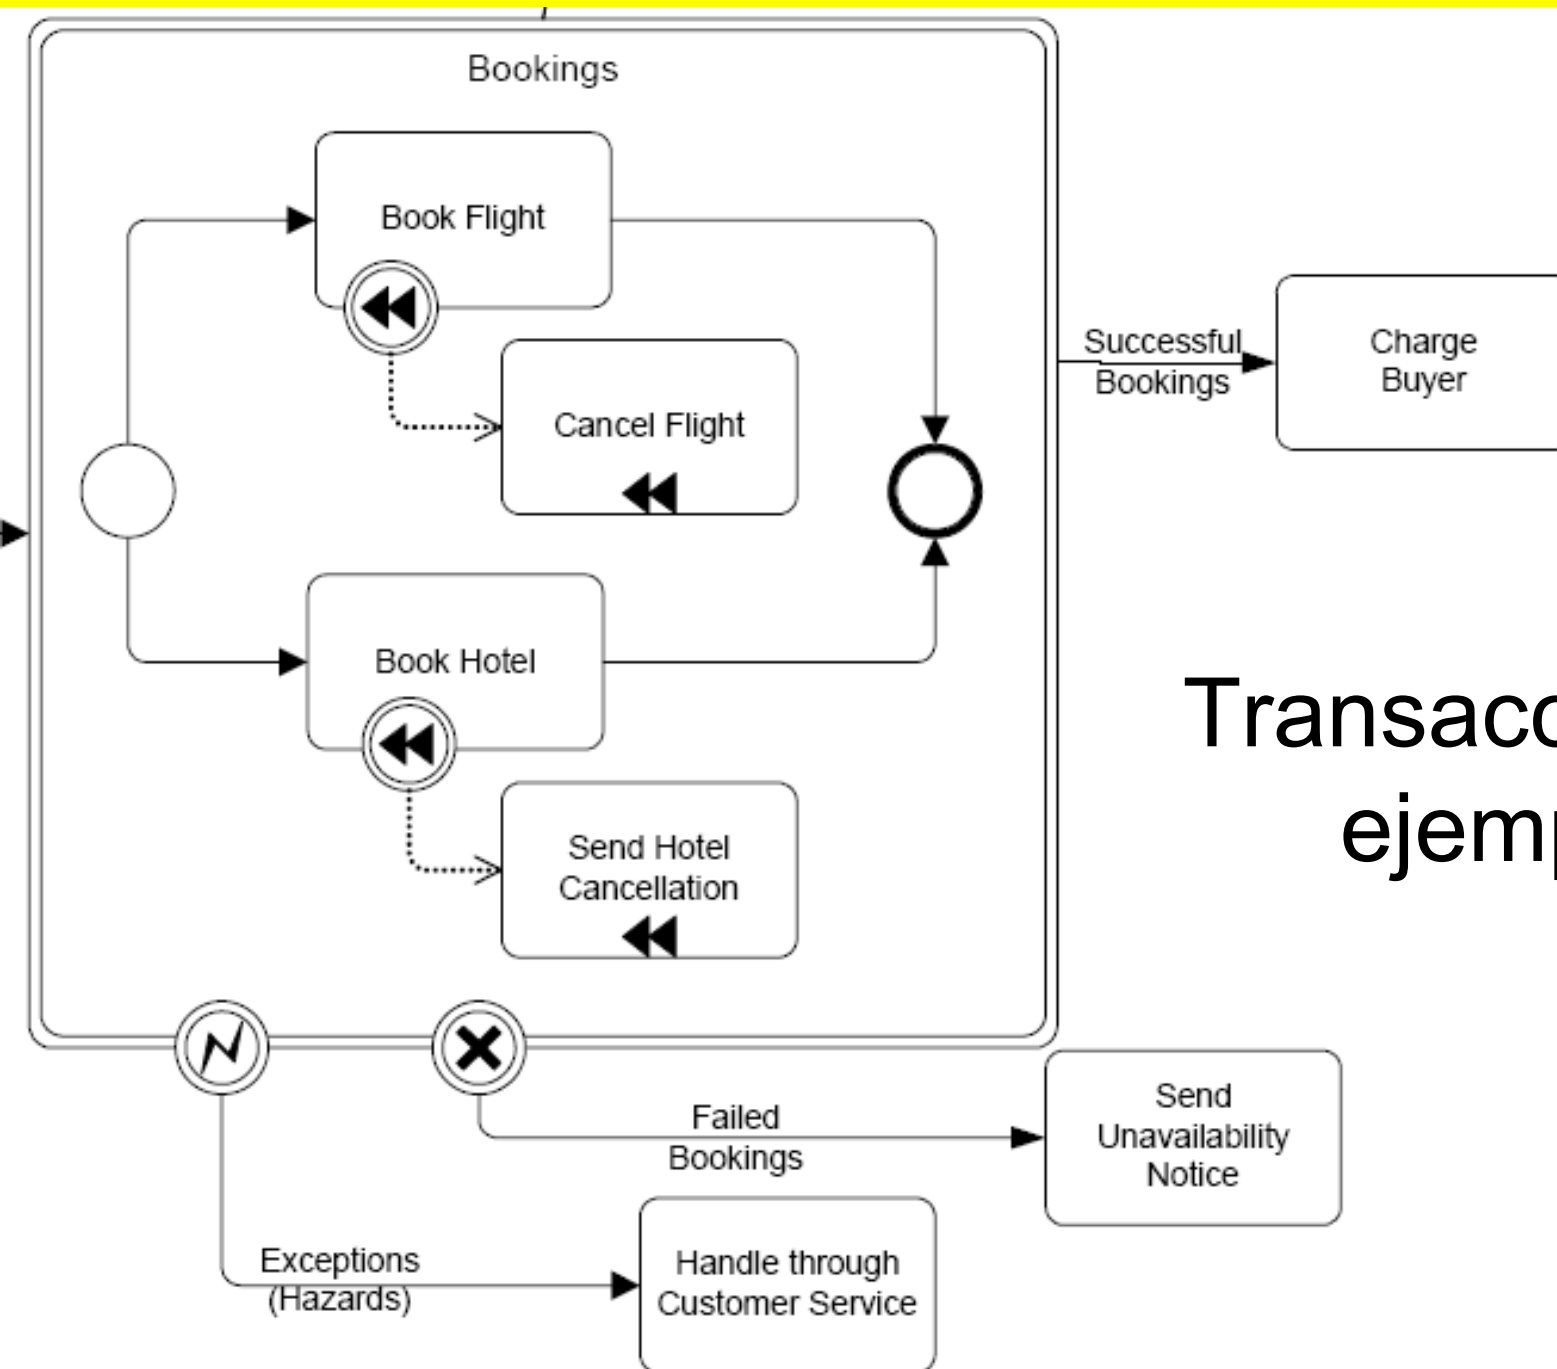 Bookings
Book Flight
Cancel Flight
Successful
Bookings
Charge
Buyer
Book Hotel
Send Hotel
Cancellation
Failed
Bookings
Send
Unavailability
Notice
Exceptions
(Hazards)
Handle through
Customer Service